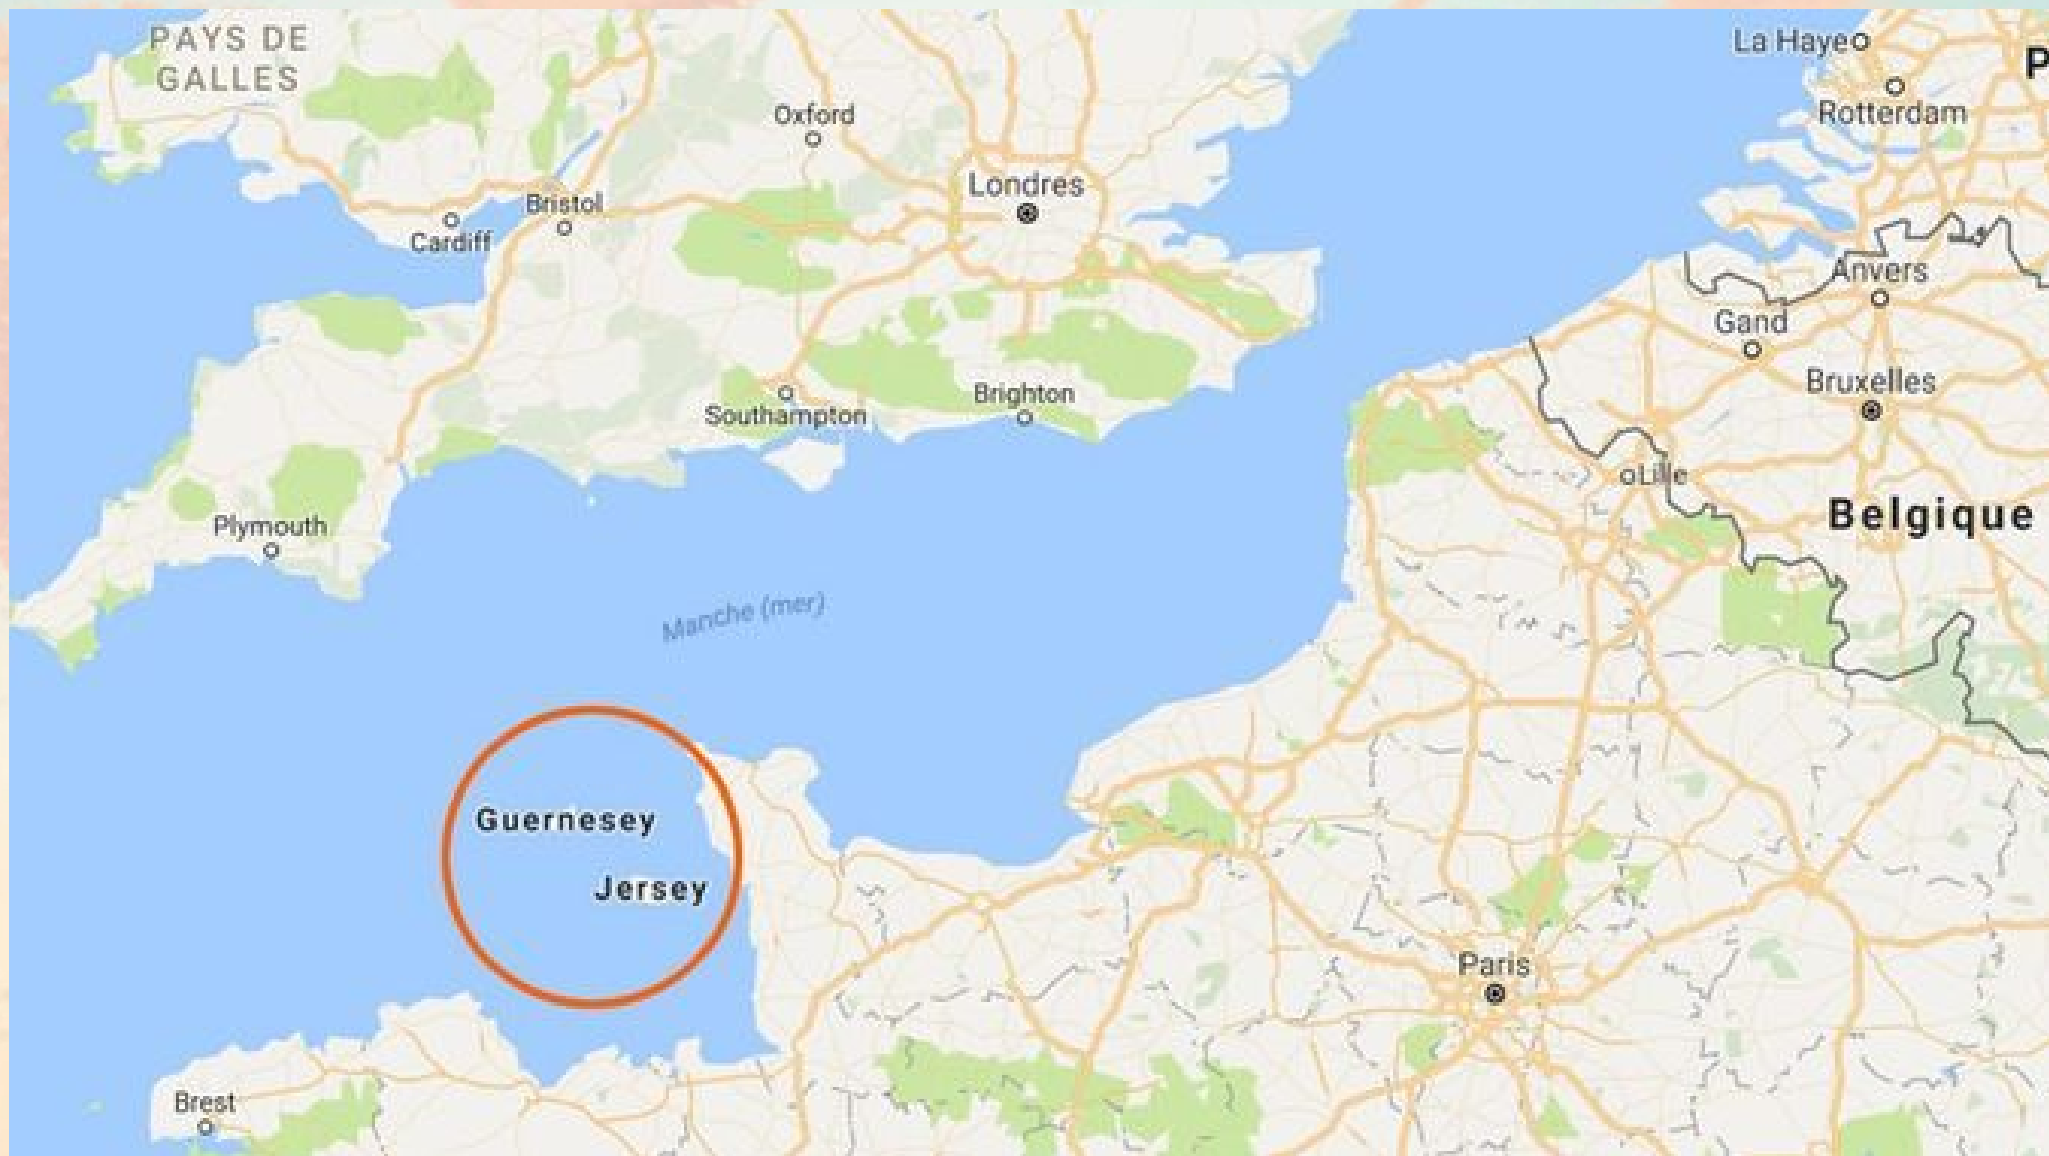 PAYS DE
GALLES
La Haye
P
Rotterdam
Oxford
Londres
Bristol
Cardiff
Anvers
Gand
Bruxelles
Southampton
Brighton
Lille
Belgique
Plymouth
Manche (mer)
Guernesey
Jersey
Paris
Brest